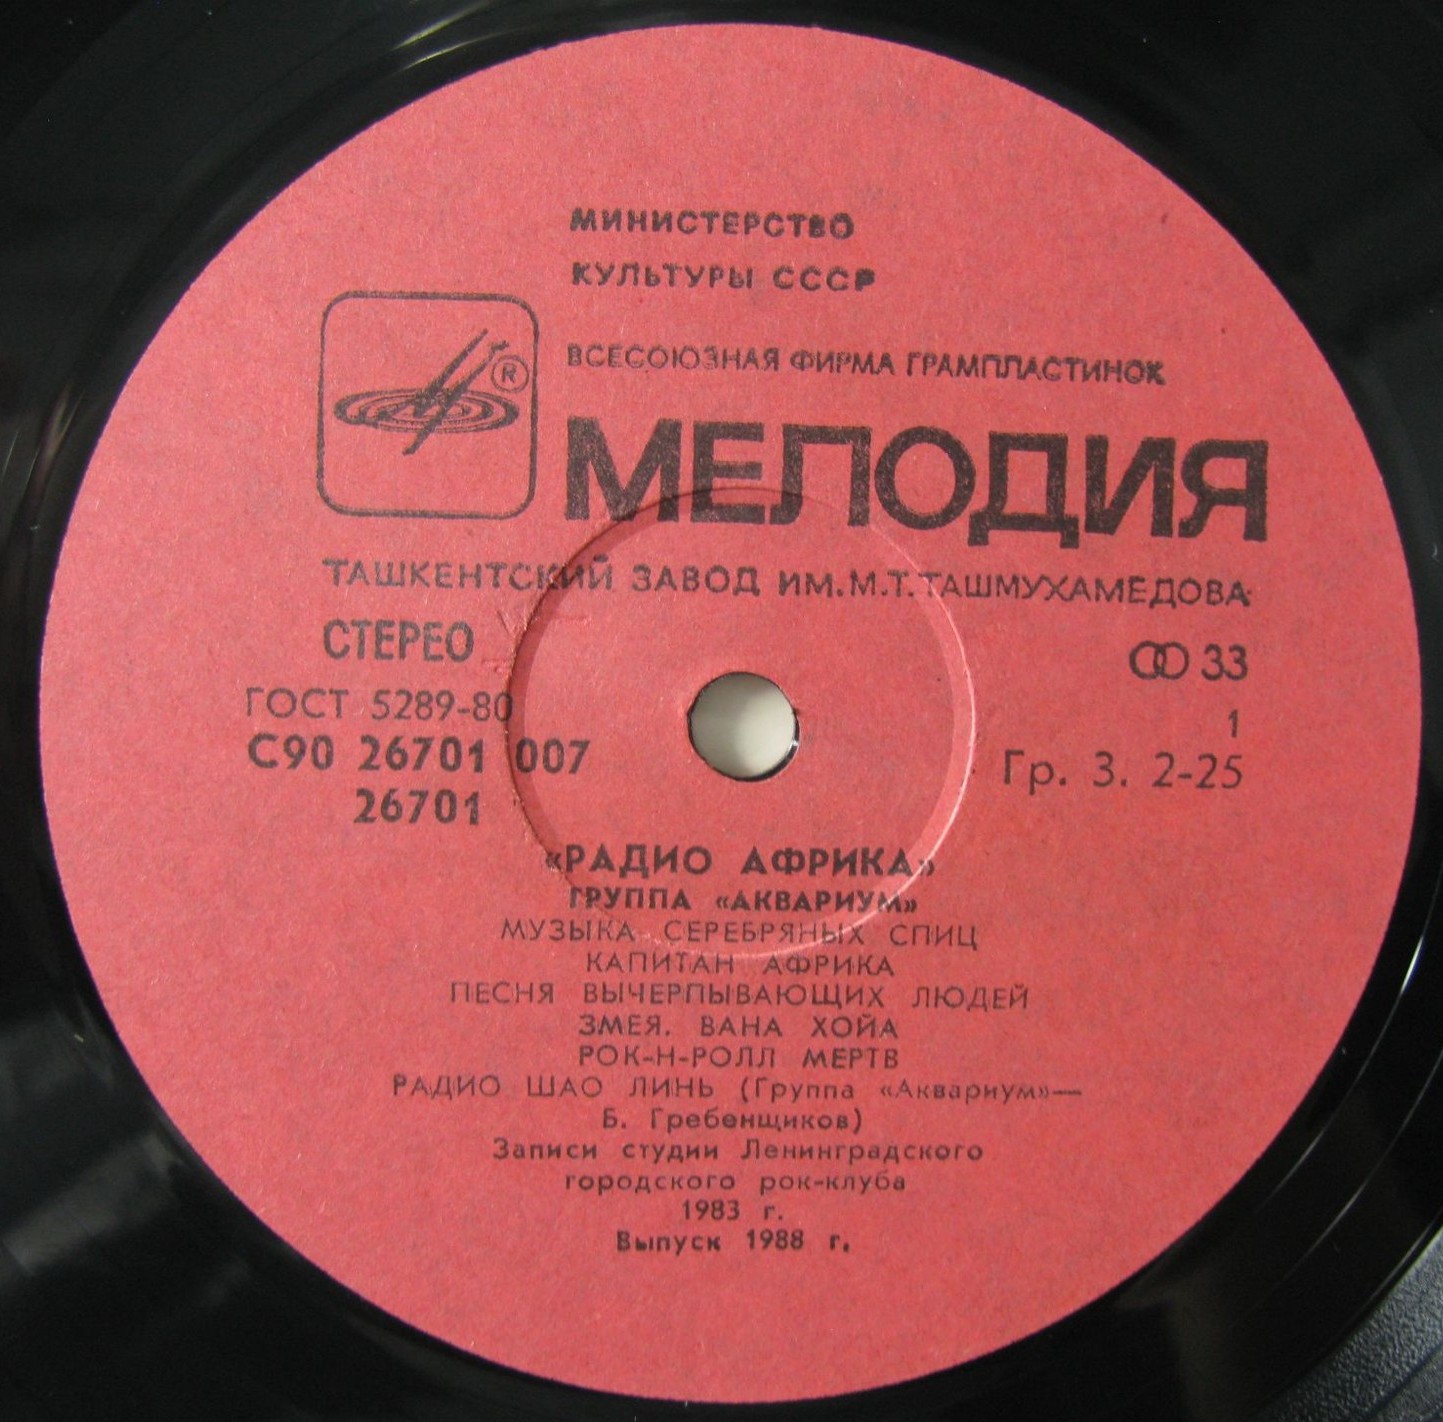 МИНИСТЕРСТВО
КУЛЬТУРЫ СССР
ВСЕСОЮЗНАЯ ФИРМА ГРАМПЛАСТИНОК
®
МЕЛОДИЯ
ТАШКЕНТСКИЙ ЗАВОД ИМ.М.Т.ТАШМУХАМЕДОВА
СТЕРЕО
33
ГОСТ 5289-80
1
С90 26701 007
Гр. 3. 2-25
26701
«РАДИО АФРИКА»
ГРУППА «АКВАРИУМ»
МУЗЫКА СЕРЕБРЯНЫХ СПИЦ
КАПИТАН АФРИКА
ПЕСНЯ ВЫЧЕРПЫВАЮЩИХ ЛЮДЕЙ
ЗМЕЯ. ВАНА ХОЙА
РОК-Н-РОЛЛ МЕРТВ
РАДИО ШАО ЛИНЬ (Группа «Аквариум»—
Б. Гребенщиков)
Записи студии Ленинградского
городского рок-клуба
1983 г.
Выпуск 1988 г.